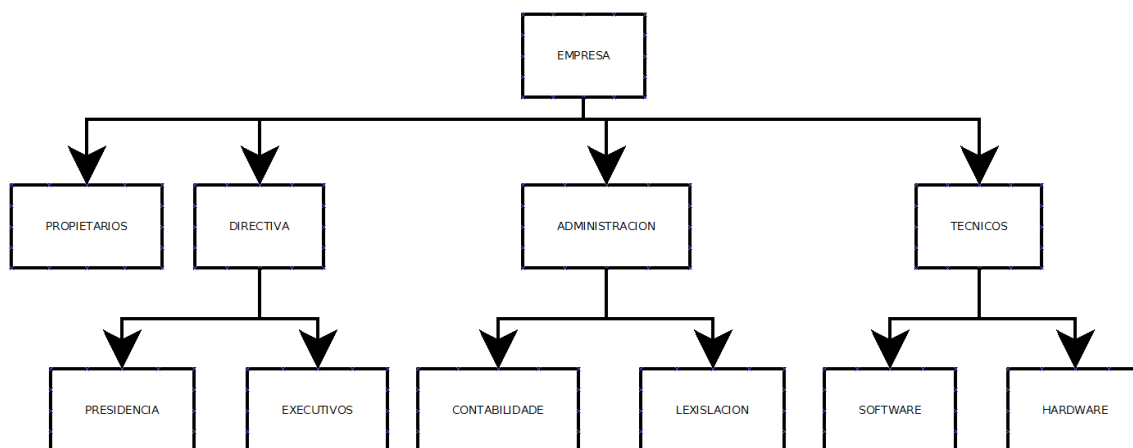 EMPRESA
PROPIETARIOS
DIRECTIVA
ADMINISTRACION
TECNICOS
PRESIDENCIA
EXECUTIVOS
CONTABILIDADE
LEXISLACION
SOFTWARE
HARDWARE